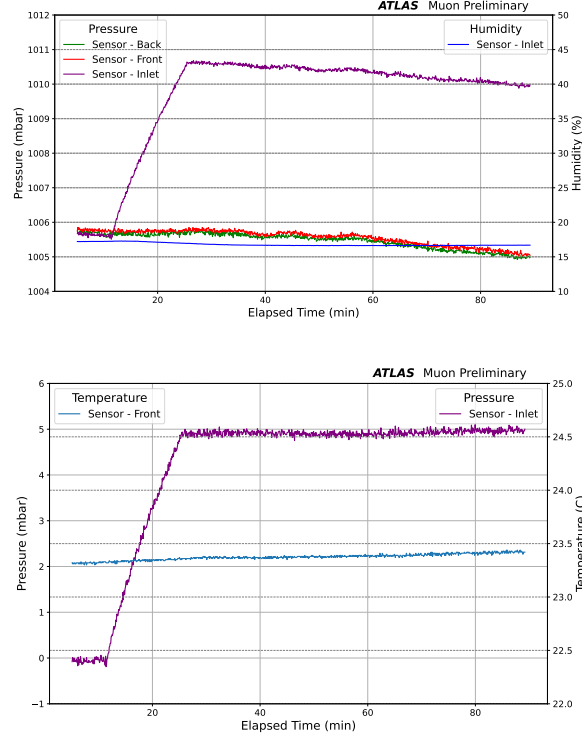 ATLAS Muon Preliminary
1012
1011
1010
1009
1008
1007
1006
1005
1004
Pressure (mbar)
Pressure
Sensor - Back
Sensor - Front
Sensor - Inlet
Humidity
Sensor - Inlet
50
45
40
35
30
25
20
15
10
Humidity (%)
20 40 60 80
Elapsed Time (min)
ATLAS Muon Preliminary
6
5
4
3
2
1
0
−1
Pressure (mbar)
Temperature
Sensor - Front
Pressure
Sensor - Inlet
25.0
24.5
24.0
23.5
23.0
22.5
22.0
Temperature (C)
20 40 60 80
Elapsed Time (min)